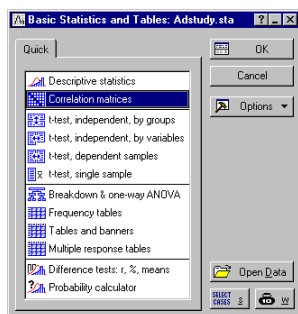 Basic Statistics and Tables: Adstudy.sta
Quick
Descriptive statistics
Correlation matrices
t-test, independent, by groups
t-test, independent, by variables
t-test, dependent samples
t-test, single sample
Breakdown & one-way ANOVA
Frequency tables
Tables and banners
Multiple response tables
Difference tests: r, %, means
Probability calculator
OK
Cancel
Options
Open Data
SELECT CASES S
W